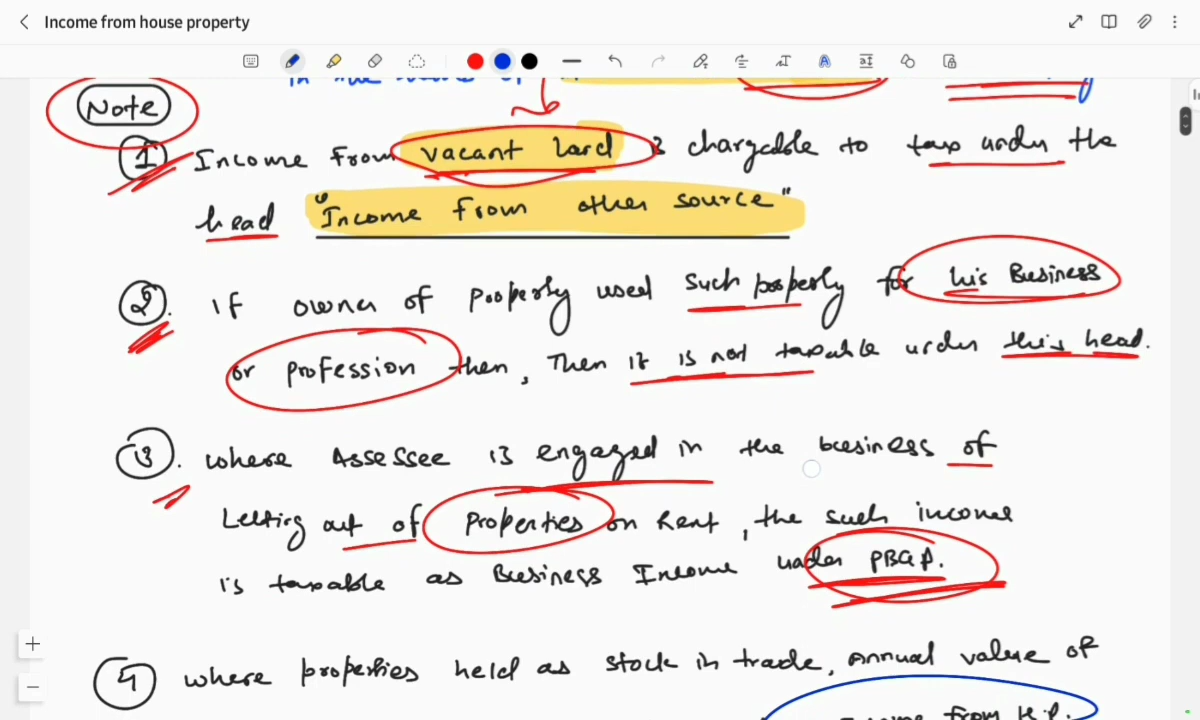 Income from house property
Note
1 Income from vacant land is chargeable to tax under the
head "Income from other source"
2. If owner of Property used such property for his Business
or profession then, Then it is not taxable under this head.
3. where Assessee is engaged in the business of
Letting out of Properties on Rent, the such income
is taxable as Business Income under PBGP.
4 where properties held as stock in trade, Annual value of
Income from H.P.